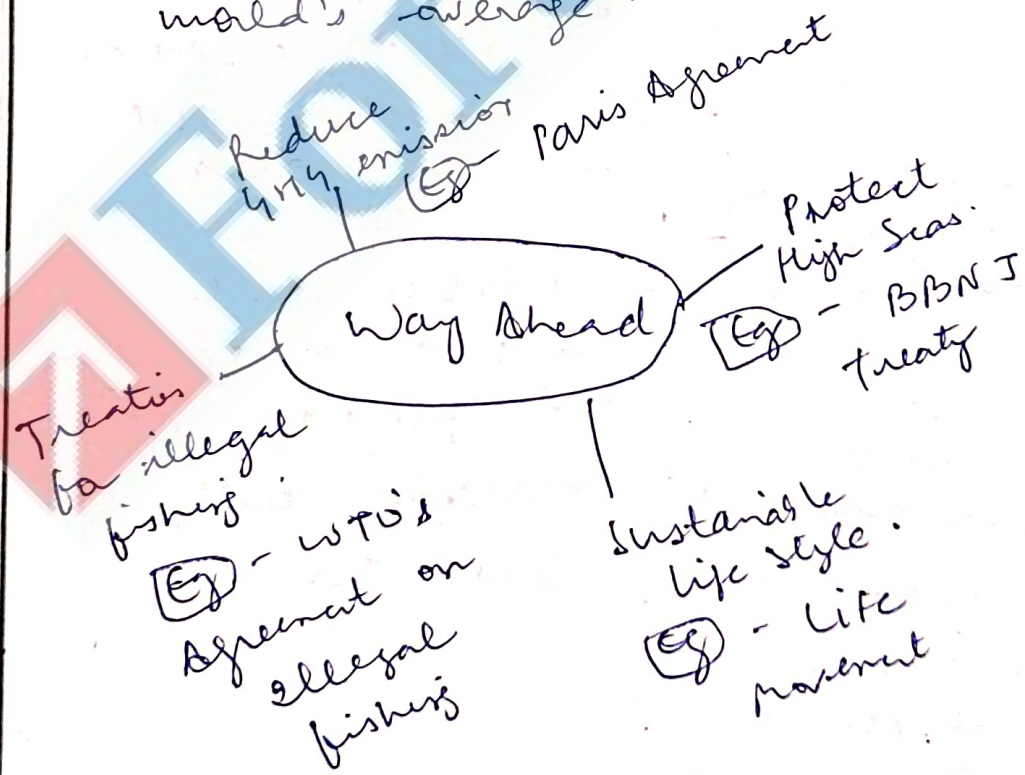 world's average
Reduce
GHG emission
Eg - Paris Agreement
Protect
High Seas.
Eg - BBNJ
treaty
Way Ahead
Treaties
for illegal
fishing.
Eg - WTO's
Agreement on
illegal
fishing
Sustainable
life style.
Eg - LiFE
movement
For